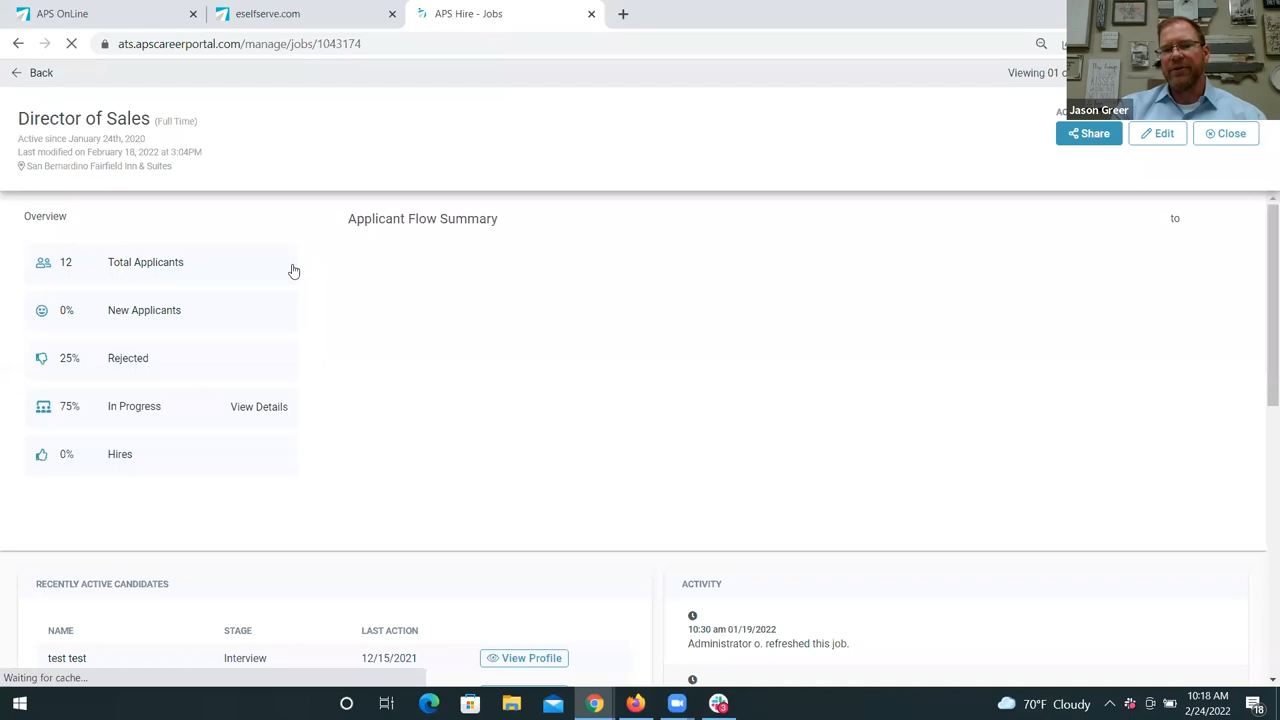 APS OnLine
eselfserve.com
APS Hire - Jobs
ats.apscareerportal.com/manage/jobs/1043174
Back
Viewing 01
Jason Greer
Director of Sales (Full Time)
Active since January 24th, 2020
Last modified on February 18, 2022 at 3:04PM
San Bernardino Fairfield Inn & Suites
Share
Edit
Close
Overview
Applicant Flow Summary
to
12 Total Applicants
0% New Applicants
25% Rejected
75% In Progress View Details
0% Hires
RECENTLY ACTIVE CANDIDATES
NAME STAGE LAST ACTION
test test Interview 12/15/2021 View Profile
ACTIVITY
10:30 am 01/19/2022
Administrator o. refreshed this job.
Waiting for cache...
3
70°F Cloudy
10:18 AM
2/24/2022
18